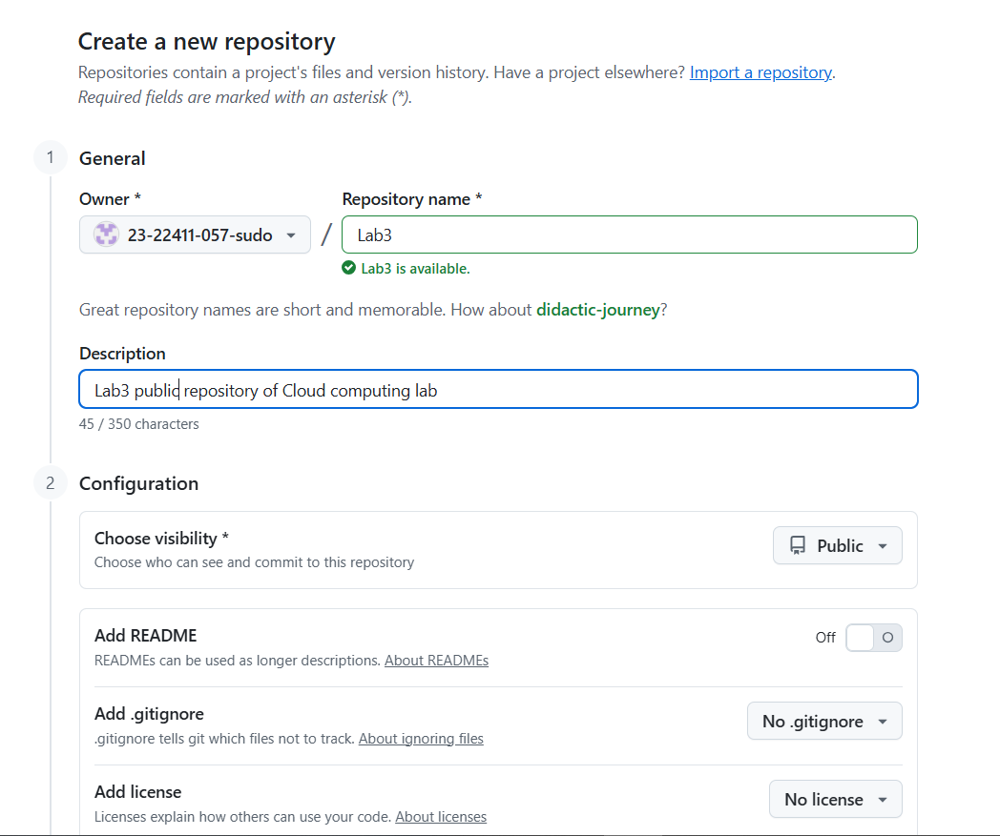 Create a new repository
Repositories contain a project's files and version history. Have a project elsewhere? Import a repository.
Required fields are marked with an asterisk (*).
1 General
Owner * Repository name *
23-22411-057-sudo / Lab3
Lab3 is available.
Great repository names are short and memorable. How about didactic-journey?
Description
Lab3 public repository of Cloud computing lab
45 / 350 characters
2 Configuration
Choose visibility *
Public
Choose who can see and commit to this repository
Add README
Off
READMEs can be used as longer descriptions. About READMEs
Add .gitignore
No .gitignore
.gitignore tells git which files not to track. About ignoring files
Add license
No license
Licenses explain how others can use your code. About licenses